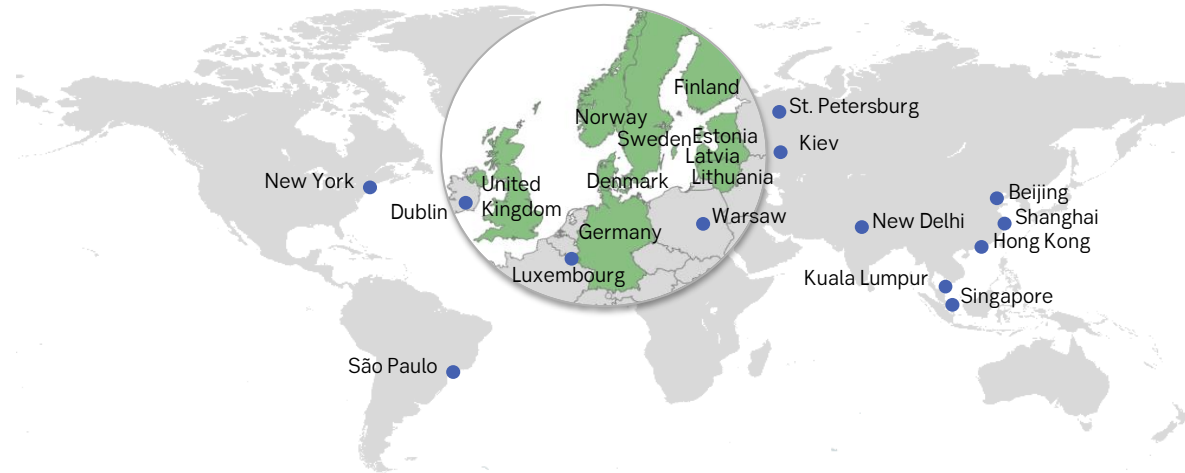 Finland
St. Petersburg
Norway
Sweden
Estonia
Kiev
Latvia
Lithuania
New York
United
Kingdom
Denmark
Beijing
Dublin
Warsaw
Shanghai
New Delhi
Germany
Hong Kong
Luxembourg
Kuala Lumpur
Singapore
São Paulo